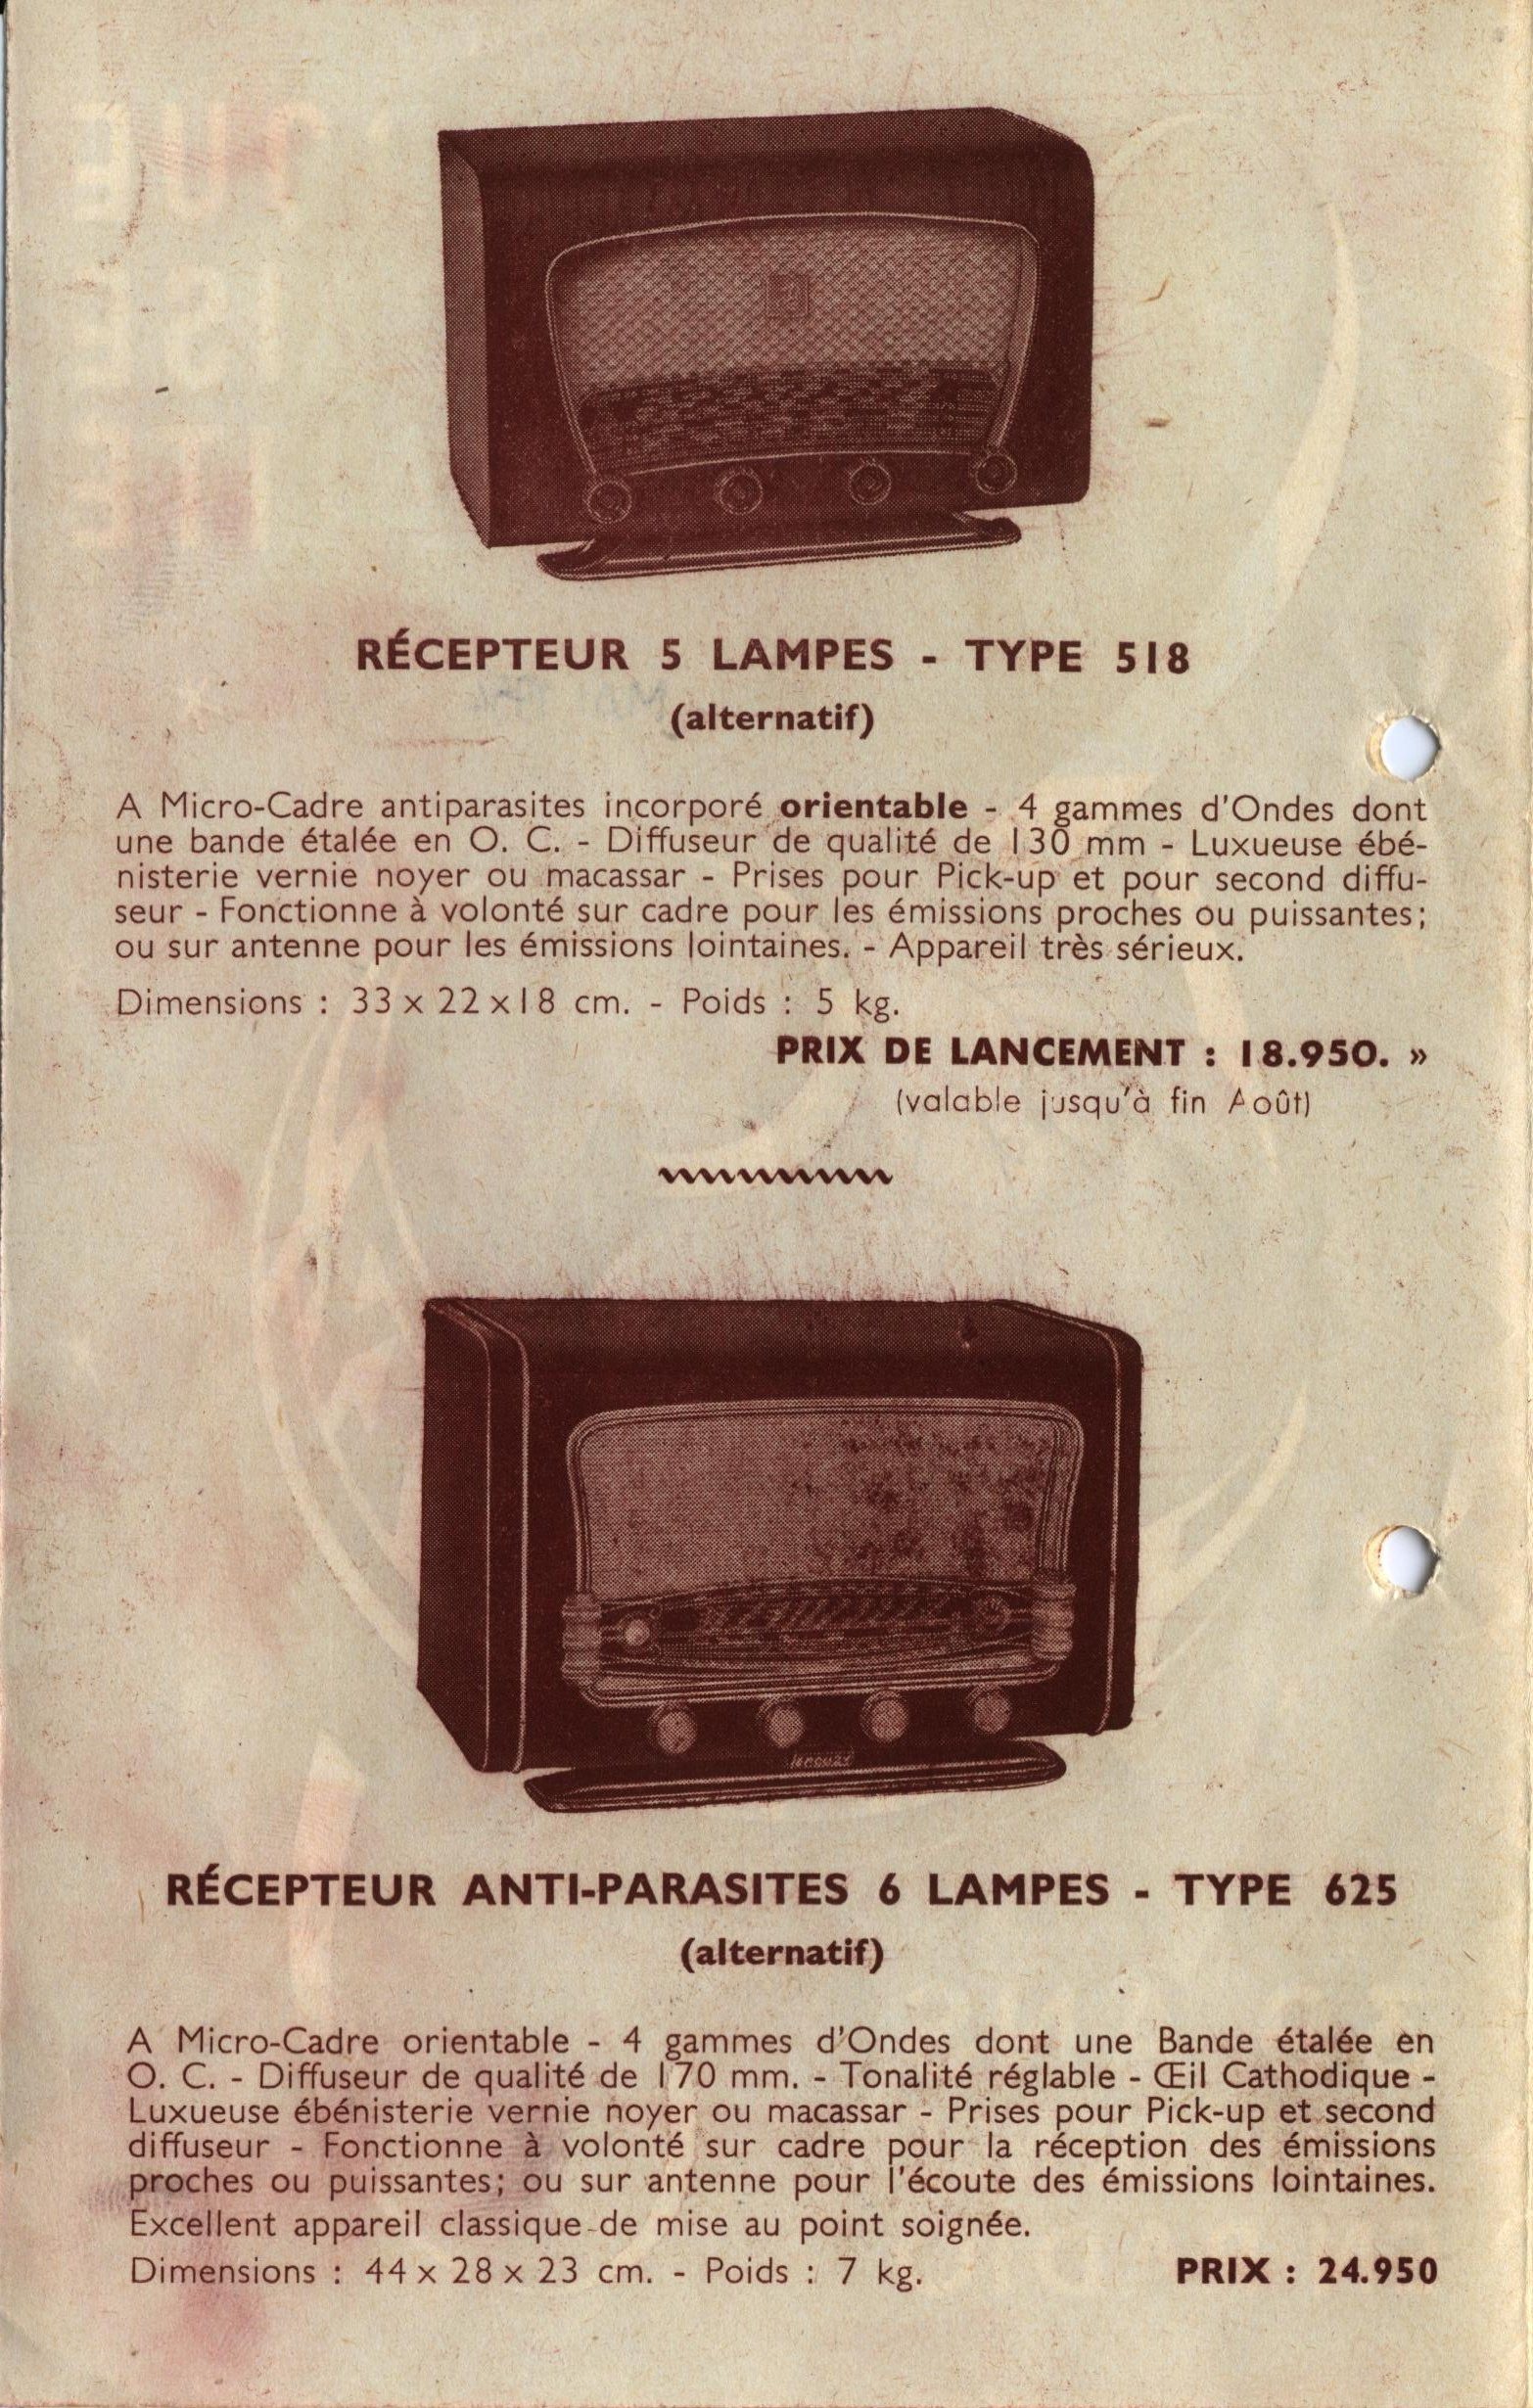 RÉCEPTEUR 5 LAMPES - TYPE 518
(alternatif)
A Micro-Cadre antiparasites incorporé orientable - 4 gammes d'Ondes dont
une bande étalée en O. C. - Diffuseur de qualité de 130 mm - Luxueuse ébé-
nisterie vernie noyer ou macassar - Prises pour Pick-up et pour second diffu-
seur - Fonctionne à volonté sur cadre pour les émissions proches ou puissantes;
ou sur antenne pour les émissions lointaines. - Appareil très sérieux.
Dimensions : 33 x 22 x 18 cm. - Poids : 5 kg.
PRIX DE LANCEMENT : 18.950. »
(valable jusqu'à fin Août)
RÉCEPTEUR ANTI-PARASITES 6 LAMPES - TYPE 625
(alternatif)
A Micro-Cadre orientable - 4 gammes d'Ondes dont une Bande étalée en
O. C. - Diffuseur de qualité de 170 mm. - Tonalité réglable - Œil Cathodique -
Luxueuse ébénisterie vernie noyer ou macassar - Prises pour Pick-up et second
diffuseur - Fonctionne à volonté sur cadre pour la réception des émissions
proches ou puissantes; ou sur antenne pour l'écoute des émissions lointaines.
Excellent appareil classique de mise au point soignée.
Dimensions : 44 x 28 x 23 cm. - Poids : 7 kg. PRIX : 24.950